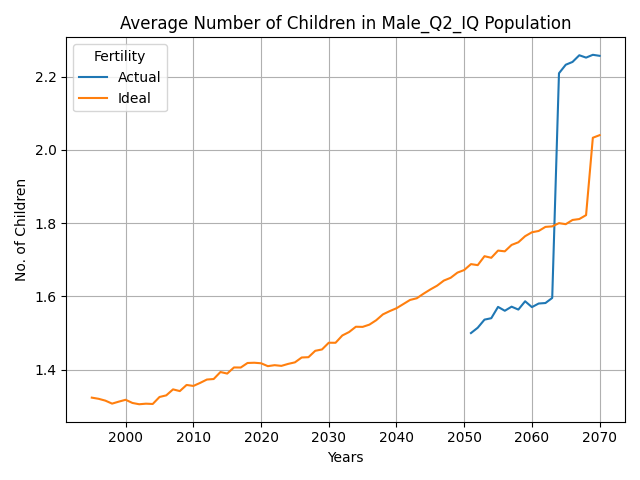 Average Number of Children in Male_Q2_IQ Population
Fertility
Actual
Ideal
2.2
2.0
1.8
1.6
1.4
No. of Children
2000 2010 2020 2030 2040 2050 2060 2070
Years